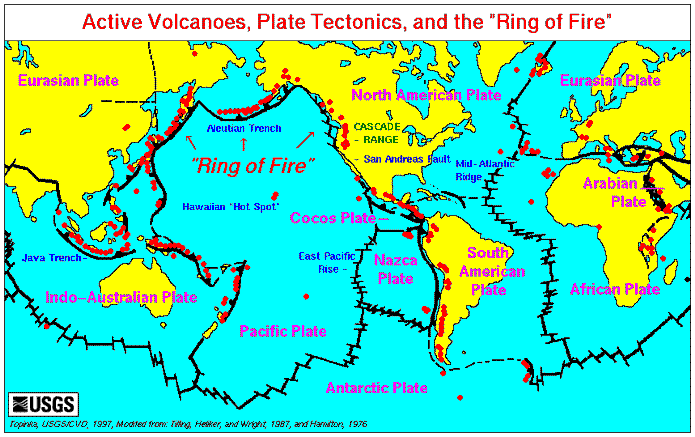 Active Volcanoes, Plate Tectonics, and the "Ring of Fire"
Eurasian Plate
Eurasian Plate
North American Plate
Aleutian Trench
CASCADE
RANGE
"Ring of Fire"
San Andreas Fault
Mid-Atlantic
Ridge
Arabian
Plate
Hawaiian "Hot Spot"
Cocos Plate
Java Trench
East Pacific
Rise
Nazca
Plate
South
American
Plate
Indo-Australian Plate
African Plate
Pacific Plate
Antarctic Plate
USGS
Topinka, USGS/CVO, 1997, Modified from: Tilling, Heliker, and Wright, 1987, and Hamilton, 1976